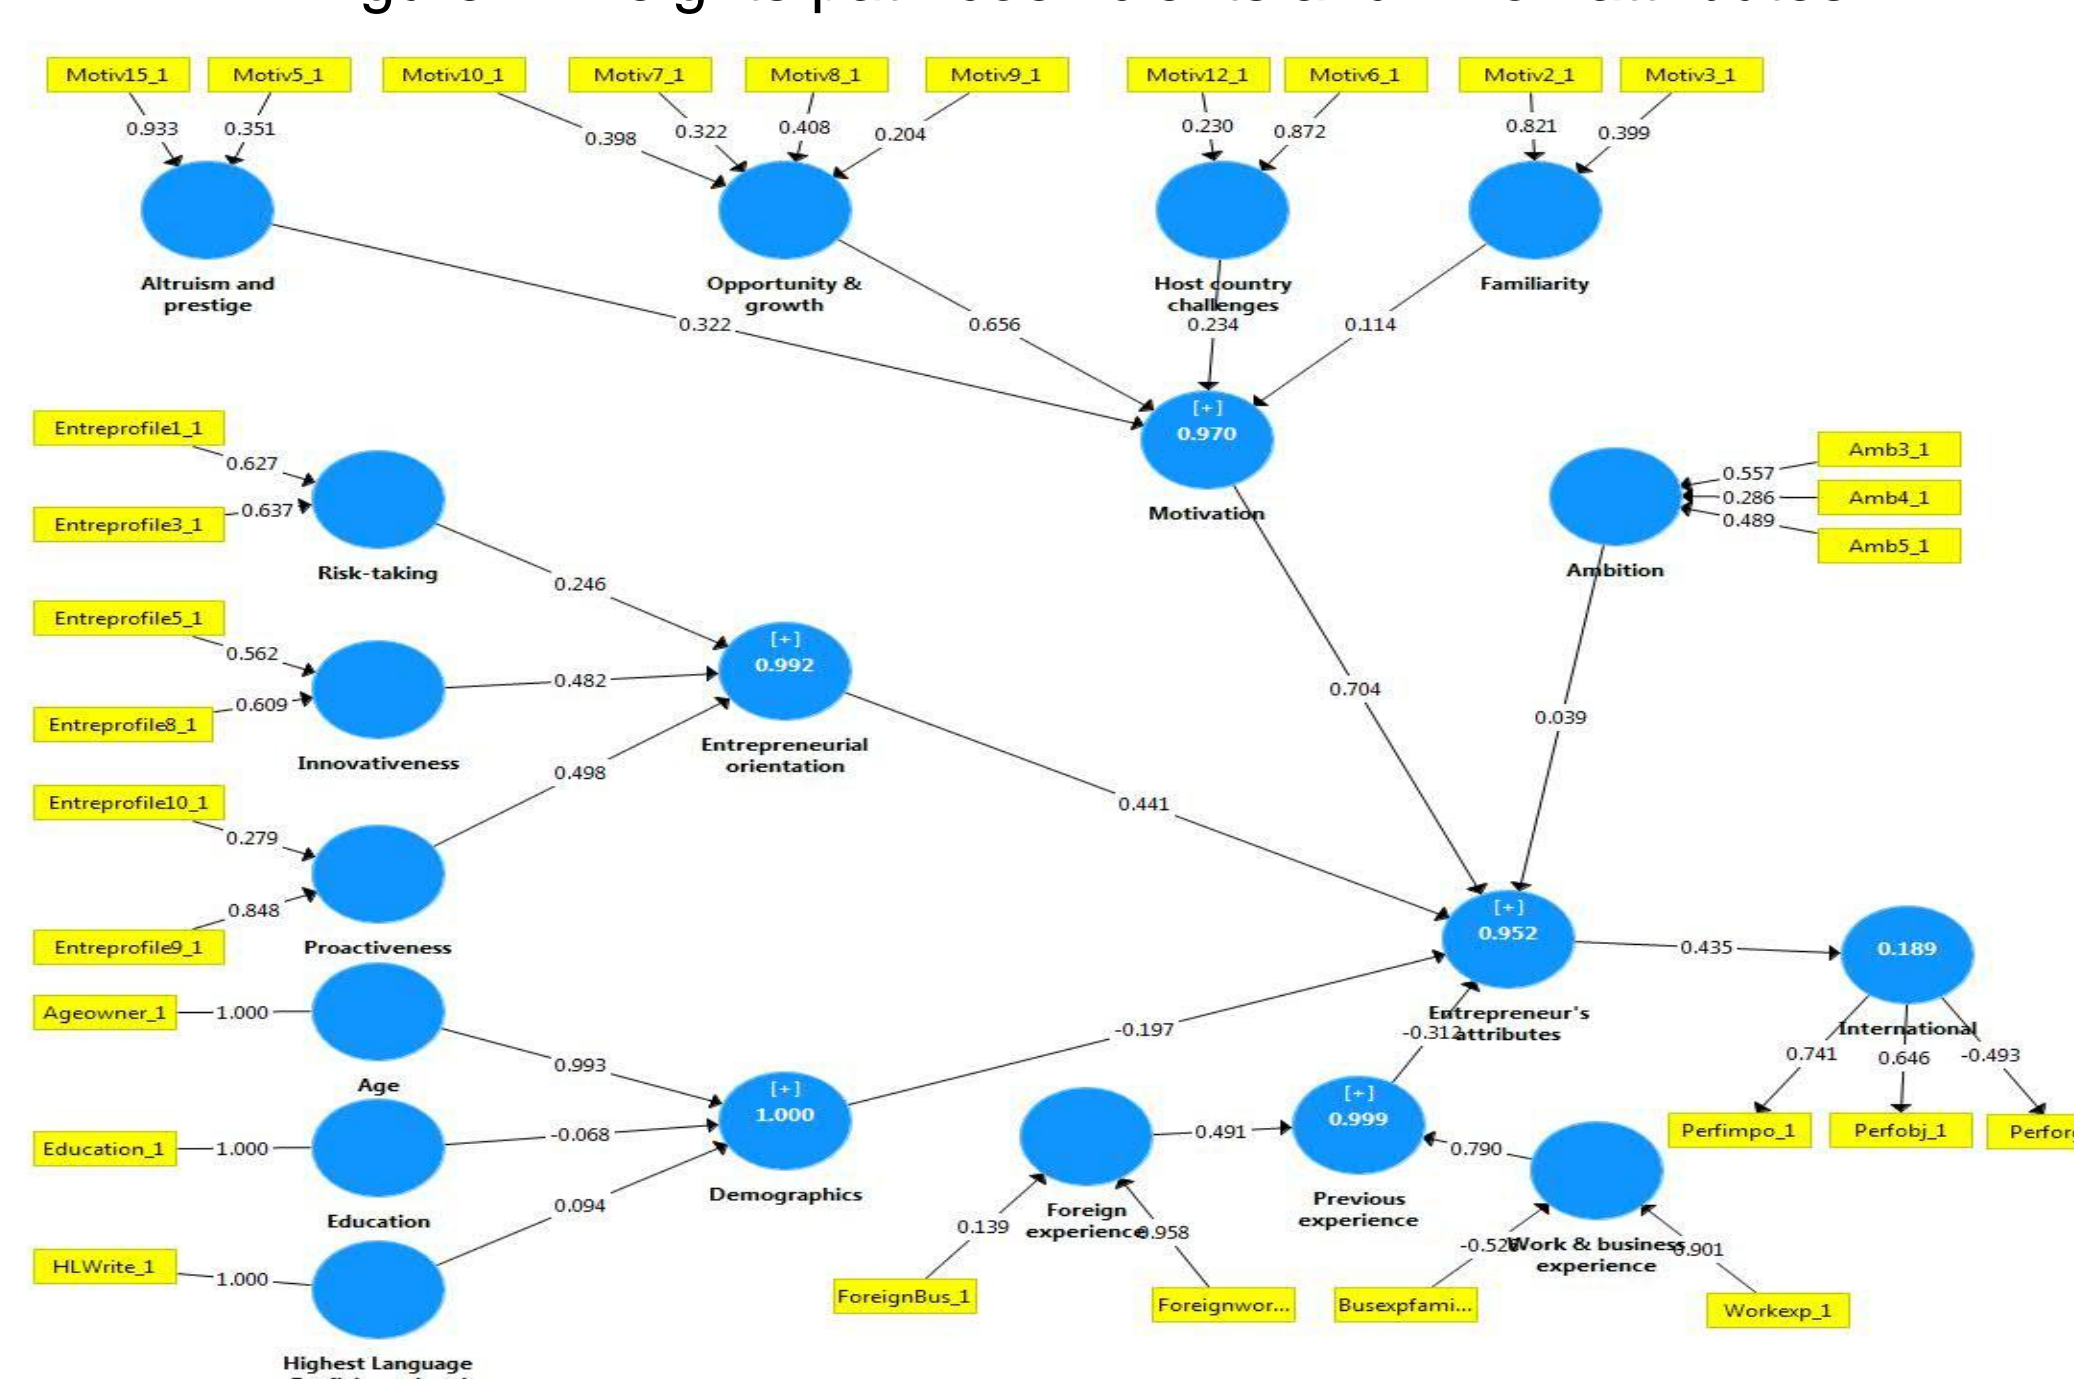 Motiv15_1 Motiv5_1 Motiv10_1 Motiv7_1 Motiv8_1 Motiv9_1 Motiv12_1 Motiv6_1 Motiv2_1 Motiv3_1
0.933 0.351 0.398 0.322 0.408 0.204 0.230 0.872 0.821 0.399
Altruism and
prestige
Opportunity &
growth
Host country
challenges
Familiarity
0.322 0.656 0.234 0.114
[+]
0.970
Motivation
Entreprofile1_1
0.627
Entreprofile3_1
0.637
Risk-taking
0.246
Amb3_1
0.557
Amb4_1
0.286
Amb5_1
0.489
Ambition
Entreprofile5_1
0.562
Entreprofile8_1
0.609
Innovativeness
0.482
[+]
0.992
Entrepreneurial
orientation
0.704
0.039
Entreprofile10_1
0.279
Entreprofile9_1
0.848
Proactiveness
0.498
0.441
[+]
0.952
Entrepreneur's
attributes
0.435
0.189
International
0.741 0.646 -0.493
Perfimpo_1 Perfobj_1
Ageowner_1
1.000
Age
0.993
Education_1
1.000
Education
-0.068
[+]
1.000
Demographics
-0.197
-0.312
HLWrite_1
1.000
Highest Language
0.094
Foreign
experience
0.491
[+]
0.999
Previous
experience
0.790
Work & business
experience
0.139 0.958 0.901
ForeignBus_1 Foreignwor... Busexpfami... Workexp_1